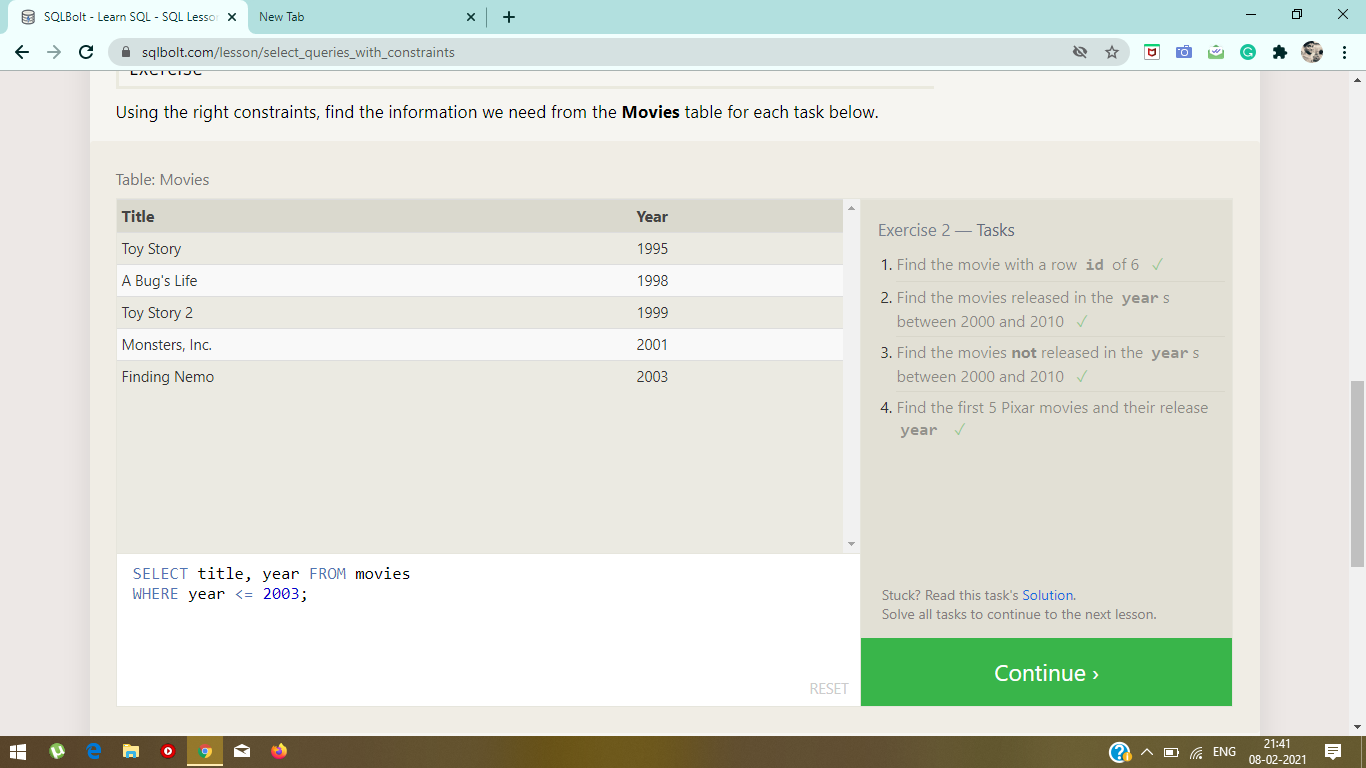 SQLBolt - Learn SQL - SQL Lesson
New Tab
sqlbolt.com/lesson/select_queries_with_constraints
Exercise
Using the right constraints, find the information we need from the Movies table for each task below.
Table: Movies
Title Year
Toy Story 1995
A Bug's Life 1998
Toy Story 2 1999
Monsters, Inc. 2001
Finding Nemo 2003
SELECT title, year FROM movies
WHERE year <= 2003;
RESET
Exercise 2 — Tasks
1. Find the movie with a row id of 6 ✓
2. Find the movies released in the year s
between 2000 and 2010 ✓
3. Find the movies not released in the year s
between 2000 and 2010 ✓
4. Find the first 5 Pixar movies and their release
year ✓
Stuck? Read this task's Solution.
Solve all tasks to continue to the next lesson.
Continue ›
ENG
21:41
08-02-2021